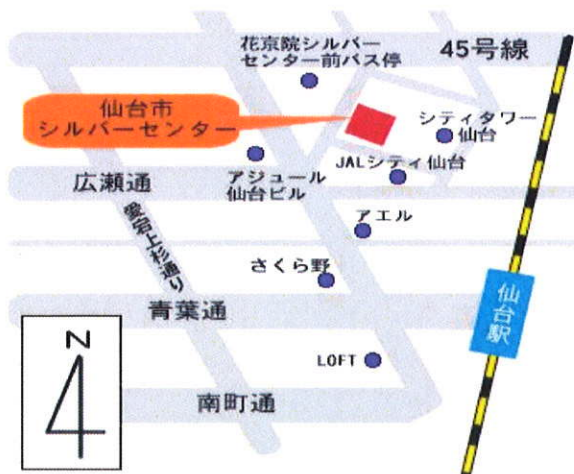 花京院シルバー
センター前バス停
45号線
仙台市
シルバーセンター
シティタワー
仙台
JALシティ仙台
アジュール
仙台ビル
広瀬通
愛宕上杉通り
アエル
さくら野
青葉通
仙台駅
LOFT
南町通
N